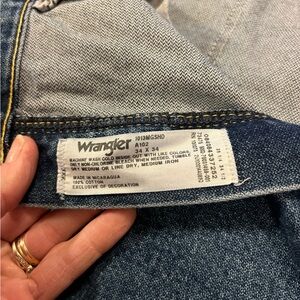 Wrangler
1013MGSHD
A102
34 X 34
MACHINE WASH COLD INSIDE OUT WITH LIKE COLORS,
ONLY NON-CHLORINE BLEACH WHEN NEEDED, TUMBLE
DRY MEDIUM OR LINE DRY, MEDIUM IRON
MADE IN NICARAGUA
100% COTTON
EXCLUSIVE OF DECORATION